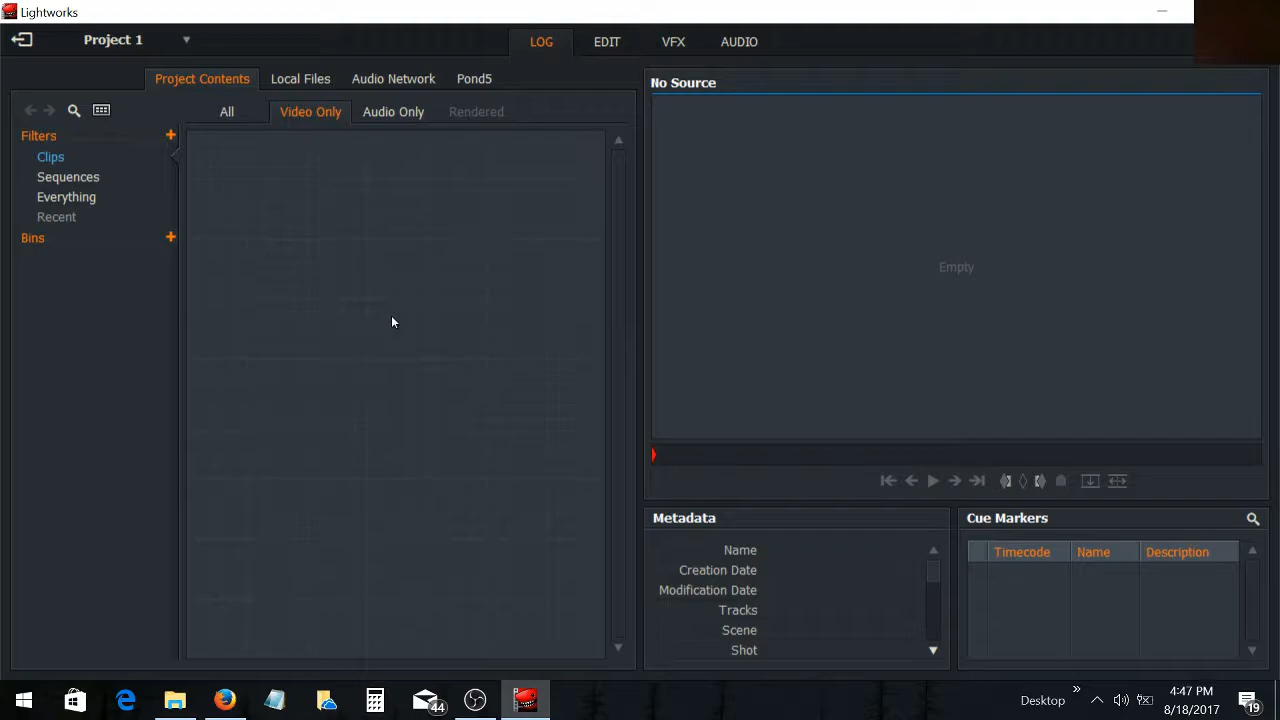 Lightworks
Project 1
LOG EDIT VFX AUDIO
Project Contents Local Files Audio Network Pond5
No Source
All Video Only Audio Only Rendered
Filters +
Clips
Sequences
Everything
Recent
Bins +
Empty
Metadata
Name
Creation Date
Modification Date
Tracks
Scene
Shot
Cue Markers
Timecode Name Description
44
Desktop
4:47 PM
8/18/2017
19